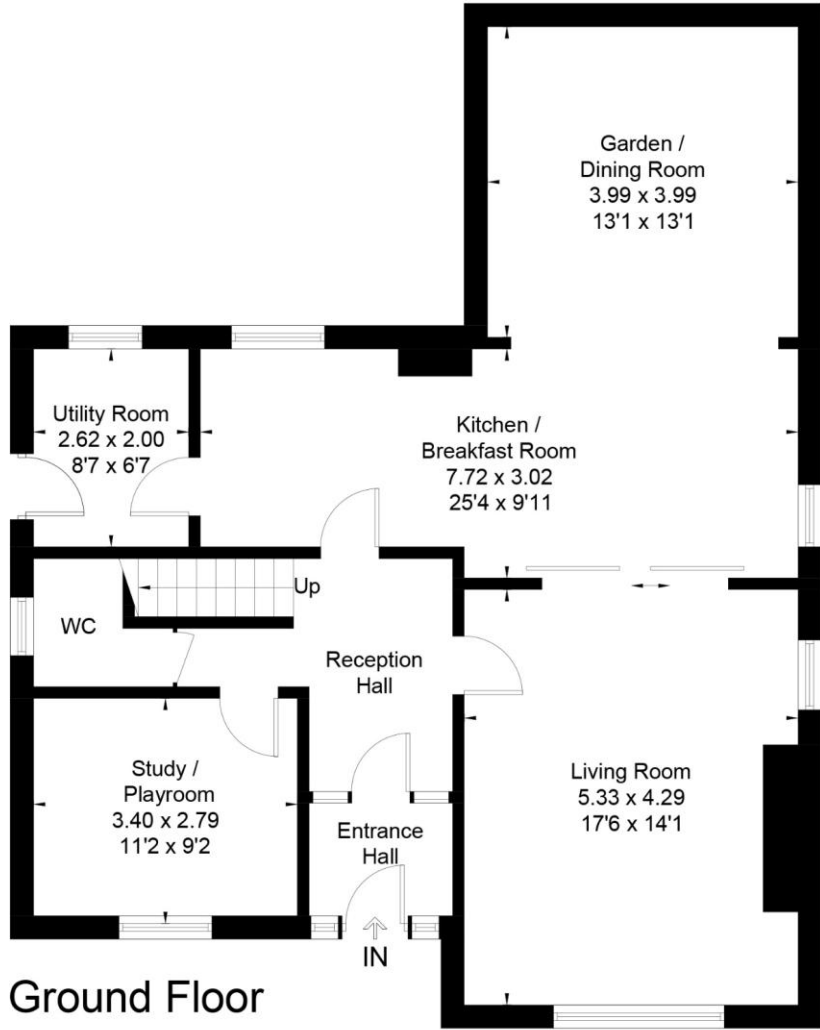 Garden /
Dining Room
3.99 x 3.99
13'1 x 13'1
Utility Room
2.62 x 2.00
8'7 x 6'7
Kitchen /
Breakfast Room
7.72 x 3.02
25'4 x 9'11
Up
WC
Reception
Hall
Study /
Playroom
3.40 x 2.79
11'2 x 9'2
Entrance
Hall
Living Room
5.33 x 4.29
17'6 x 14'1
IN
Ground Floor